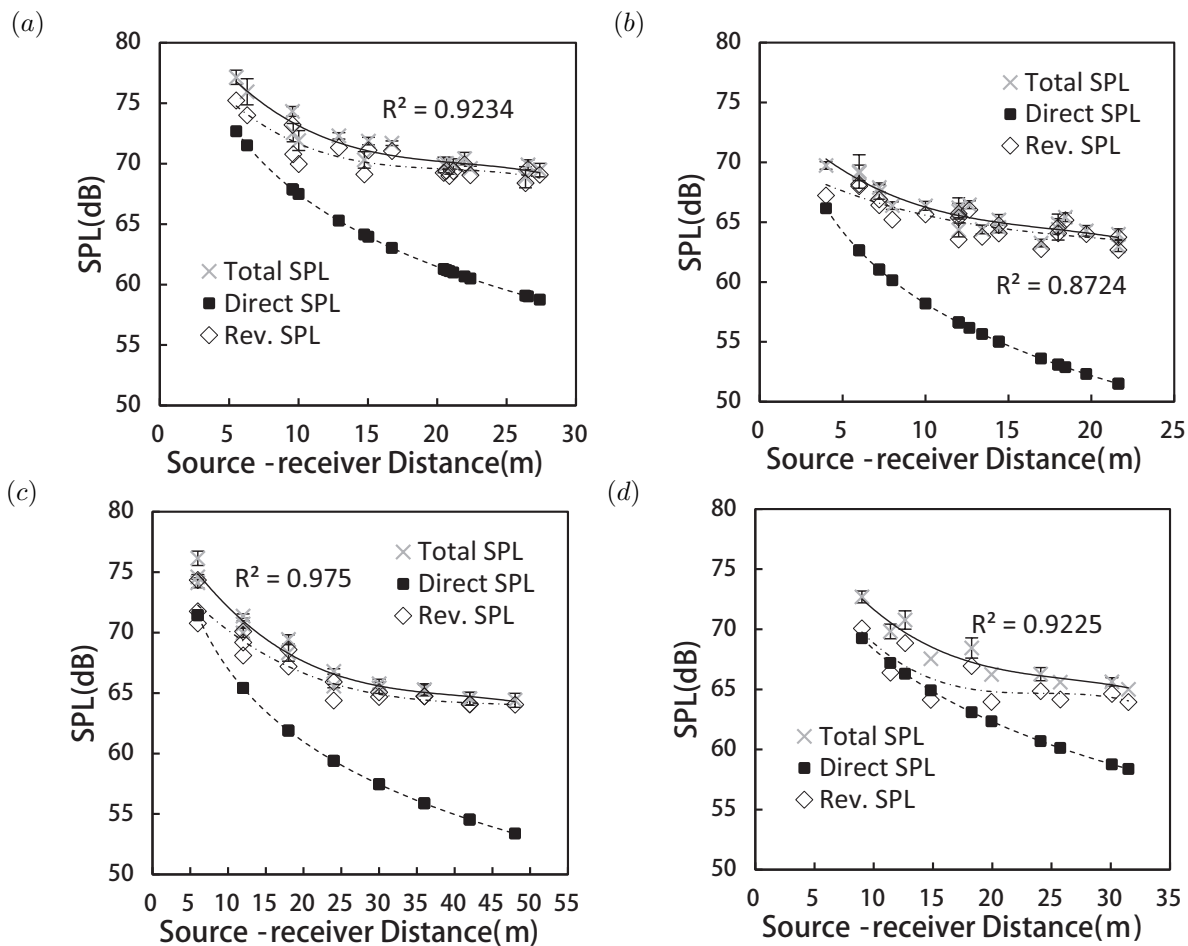 (a)
80
75
70
65
60
55
50
SPL(dB)
R² = 0.9234
Total SPL
Direct SPL
Rev. SPL
0 5 10 15 20 25 30
Source -receiver Distance(m)
(b)
80
75
70
65
60
55
50
SPL(dB)
Total SPL
Direct SPL
Rev. SPL
R² = 0.8724
0 5 10 15 20 25
Source -receiver Distance(m)
(c)
80
75
70
65
60
55
50
SPL(dB)
R² = 0.975
Total SPL
Direct SPL
Rev. SPL
0 5 10 15 20 25 30 35 40 45 50 55
Source -receiver Distance(m)
(d)
80
75
70
65
60
55
50
SPL(dB)
R² = 0.9225
Total SPL
Direct SPL
Rev. SPL
0 5 10 15 20 25 30 35
Source -receiver Distance(m)